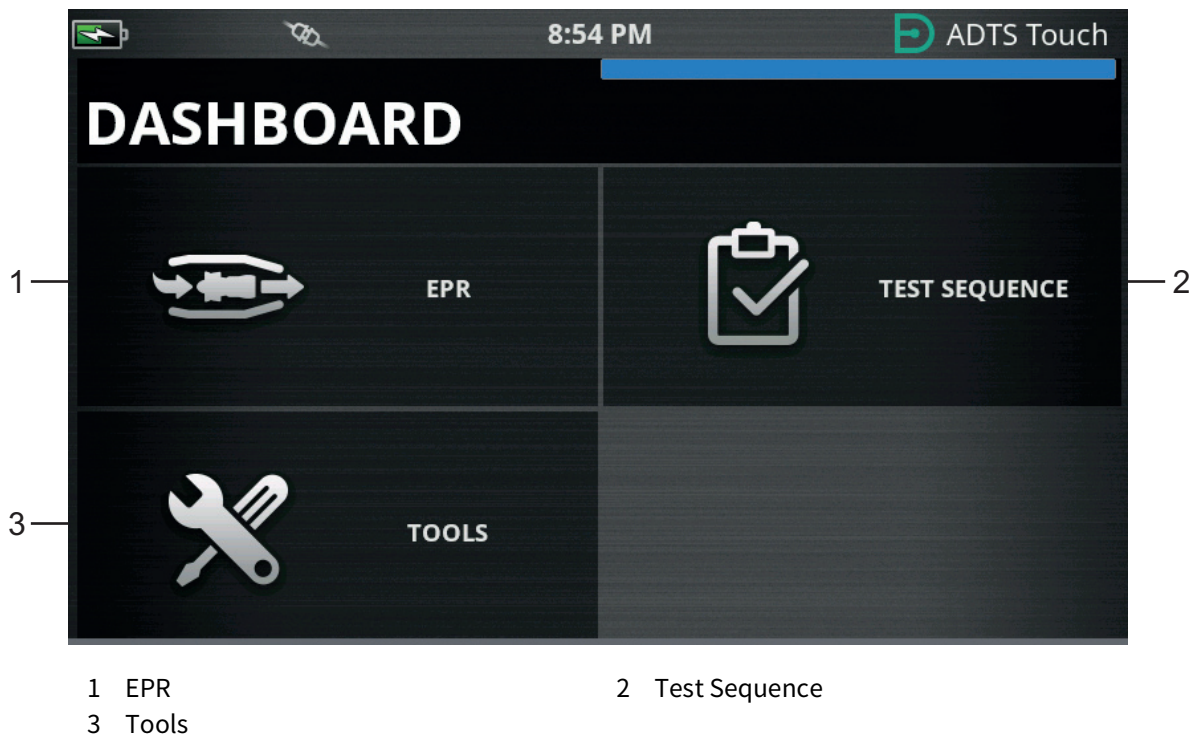 8:54 PM ADTS Touch
DASHBOARD
1 EPR TEST SEQUENCE 2
3 TOOLS
1 EPR 2 Test Sequence
3 Tools